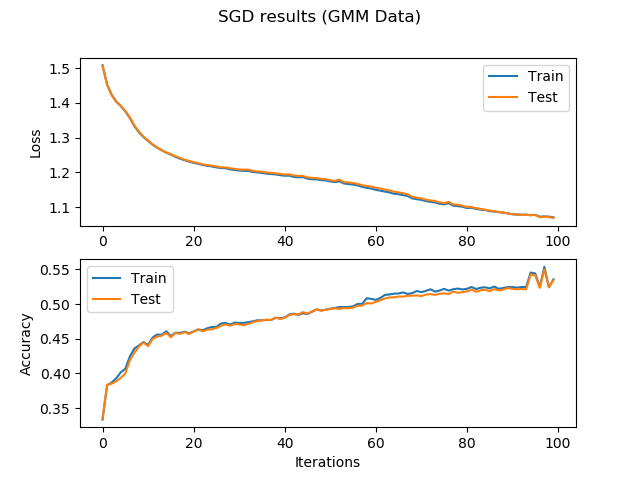 SGD results (GMM Data)
1.5
1.4
1.3
1.2
1.1
Loss
Train
Test
0 20 40 60 80 100
0.55
0.50
0.45
0.40
0.35
Accuracy
Train
Test
0 20 40 60 80 100
Iterations